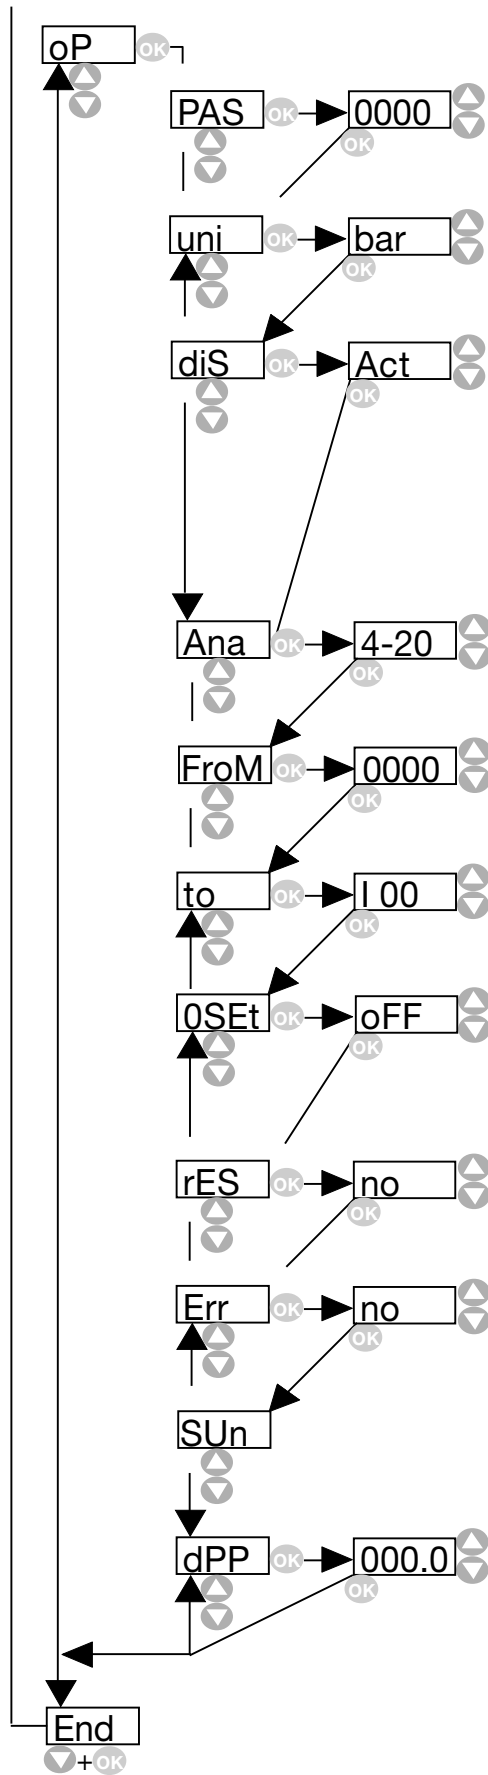 oP OK
PAS OK 0000
OK
uni OK bar
OK
diS OK Act
OK
Ana OK 4-20
OK
FroM OK 0000
OK
to OK I 00
OK
0SEt OK oFF
OK
rES OK no
OK
Err OK no
OK
SUn
dPP OK 000.0
OK
End
+ OK